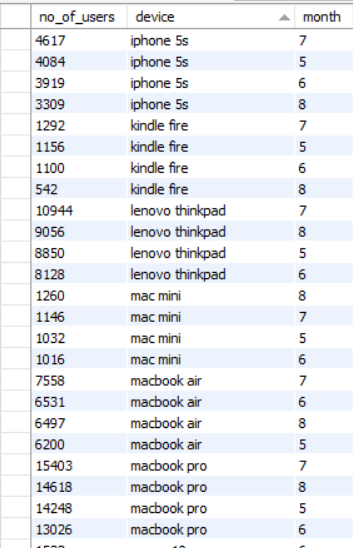 no_of_users device month
4617 iphone 5s 7
4084 iphone 5s 5
3919 iphone 5s 6
3309 iphone 5s 8
1292 kindle fire 7
1156 kindle fire 5
1100 kindle fire 6
542 kindle fire 8
10944 lenovo thinkpad 7
9056 lenovo thinkpad 8
8850 lenovo thinkpad 5
8128 lenovo thinkpad 6
1260 mac mini 8
1146 mac mini 7
1032 mac mini 5
1016 mac mini 6
7558 macbook air 7
6531 macbook air 6
6497 macbook air 8
6200 macbook air 5
15403 macbook pro 7
14618 macbook pro 8
14248 macbook pro 5
13026 macbook pro 6